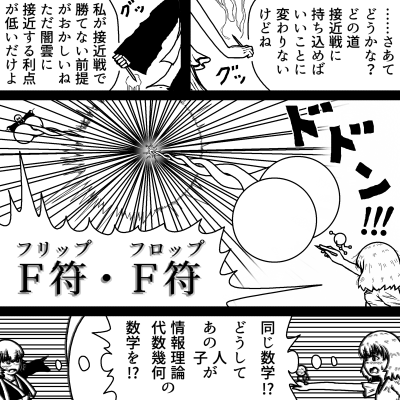 ……さあて
どうかな?
どの道
接近戦に
持ち込めば
いいことに
変わりない
けどね
グッ
私が接近戦で
勝てない前提
がおかしいね
ただ闇雲に
接近する利点
が低いだけよ
グッ
ドドン!!!
フリップ フロップ
F符・F符
同じ数学!?
どうして
あの子人が
情報理論の
代数幾何
数学を!?